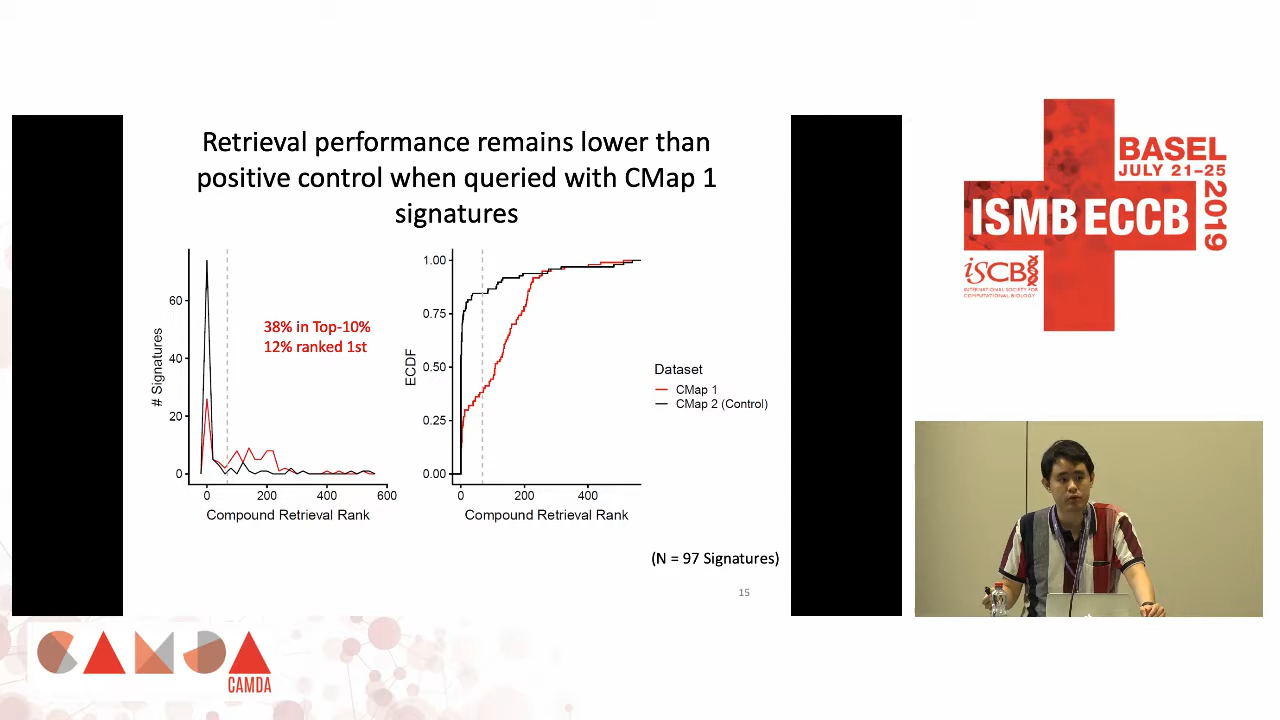 Retrieval performance remains lower than
positive control when queried with CMap 1
signatures
# Signatures
60
40
20
0
38% in Top-10%
12% ranked 1st
0
200
400
600
Compound Retrieval Rank
ECDF
1.00
0.75
0.50
0.25
0.00
0
200
400
Compound Retrieval Rank
Dataset
CMap 1
CMap 2 (Control)
(N = 97 Signatures)
15
BASEL
JULY 21–25
2019
ISMB ECCB
ISCB
INTERNATIONAL SOCIETY FOR
COMPUTATIONAL BIOLOGY
CAMDA
CAMDA